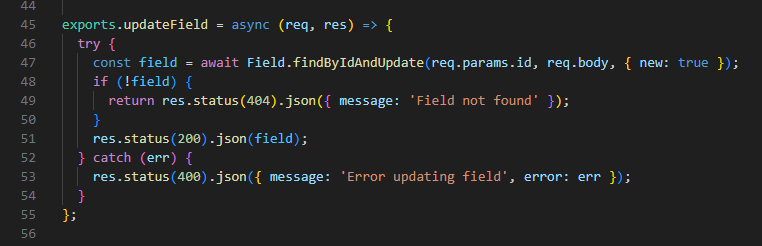 44
45 exports.updateField = async (req, res) => {
46   try {
47     const field = await Field.findByIdAndUpdate(req.params.id, req.body, { new: true });
48     if (!field) {
49       return res.status(404).json({ message: 'Field not found' });
50     }
51     res.status(200).json(field);
52   } catch (err) {
53     res.status(400).json({ message: 'Error updating field', error: err });
54   }
55 };
56